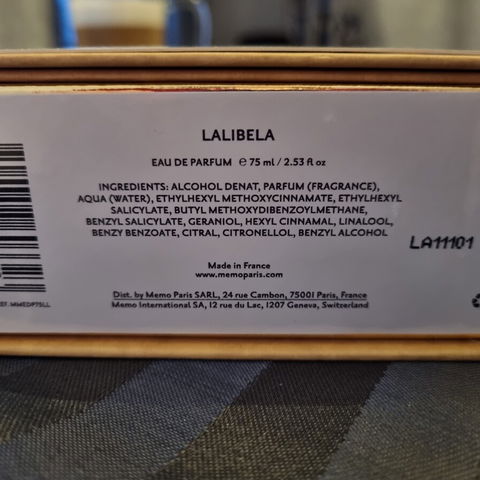 LALIBELA
EAU DE PARFUM ℮ 75 ml / 2.53 fl oz
INGREDIENTS: ALCOHOL DENAT, PARFUM (FRAGRANCE),
AQUA (WATER), ETHYLHEXYL METHOXYCINNAMATE, ETHYLHEXYL
SALICYLATE, BUTYL METHOXYDIBENZOYLMETHANE,
BENZYL SALICYLATE, GERANIOL, HEXYL CINNAMAL, LINALOOL,
BENZY BENZOATE, CITRAL, CITRONELLOL, BENZYL ALCOHOL
LA11101
Made in France
www.memoparis.com
Dist. by Memo Paris SARL, 24 rue Cambon, 75001 Paris, France
Memo International SA, 12 rue du Lac, 1207 Geneva, Switzerland
EF. MMEDP75LL